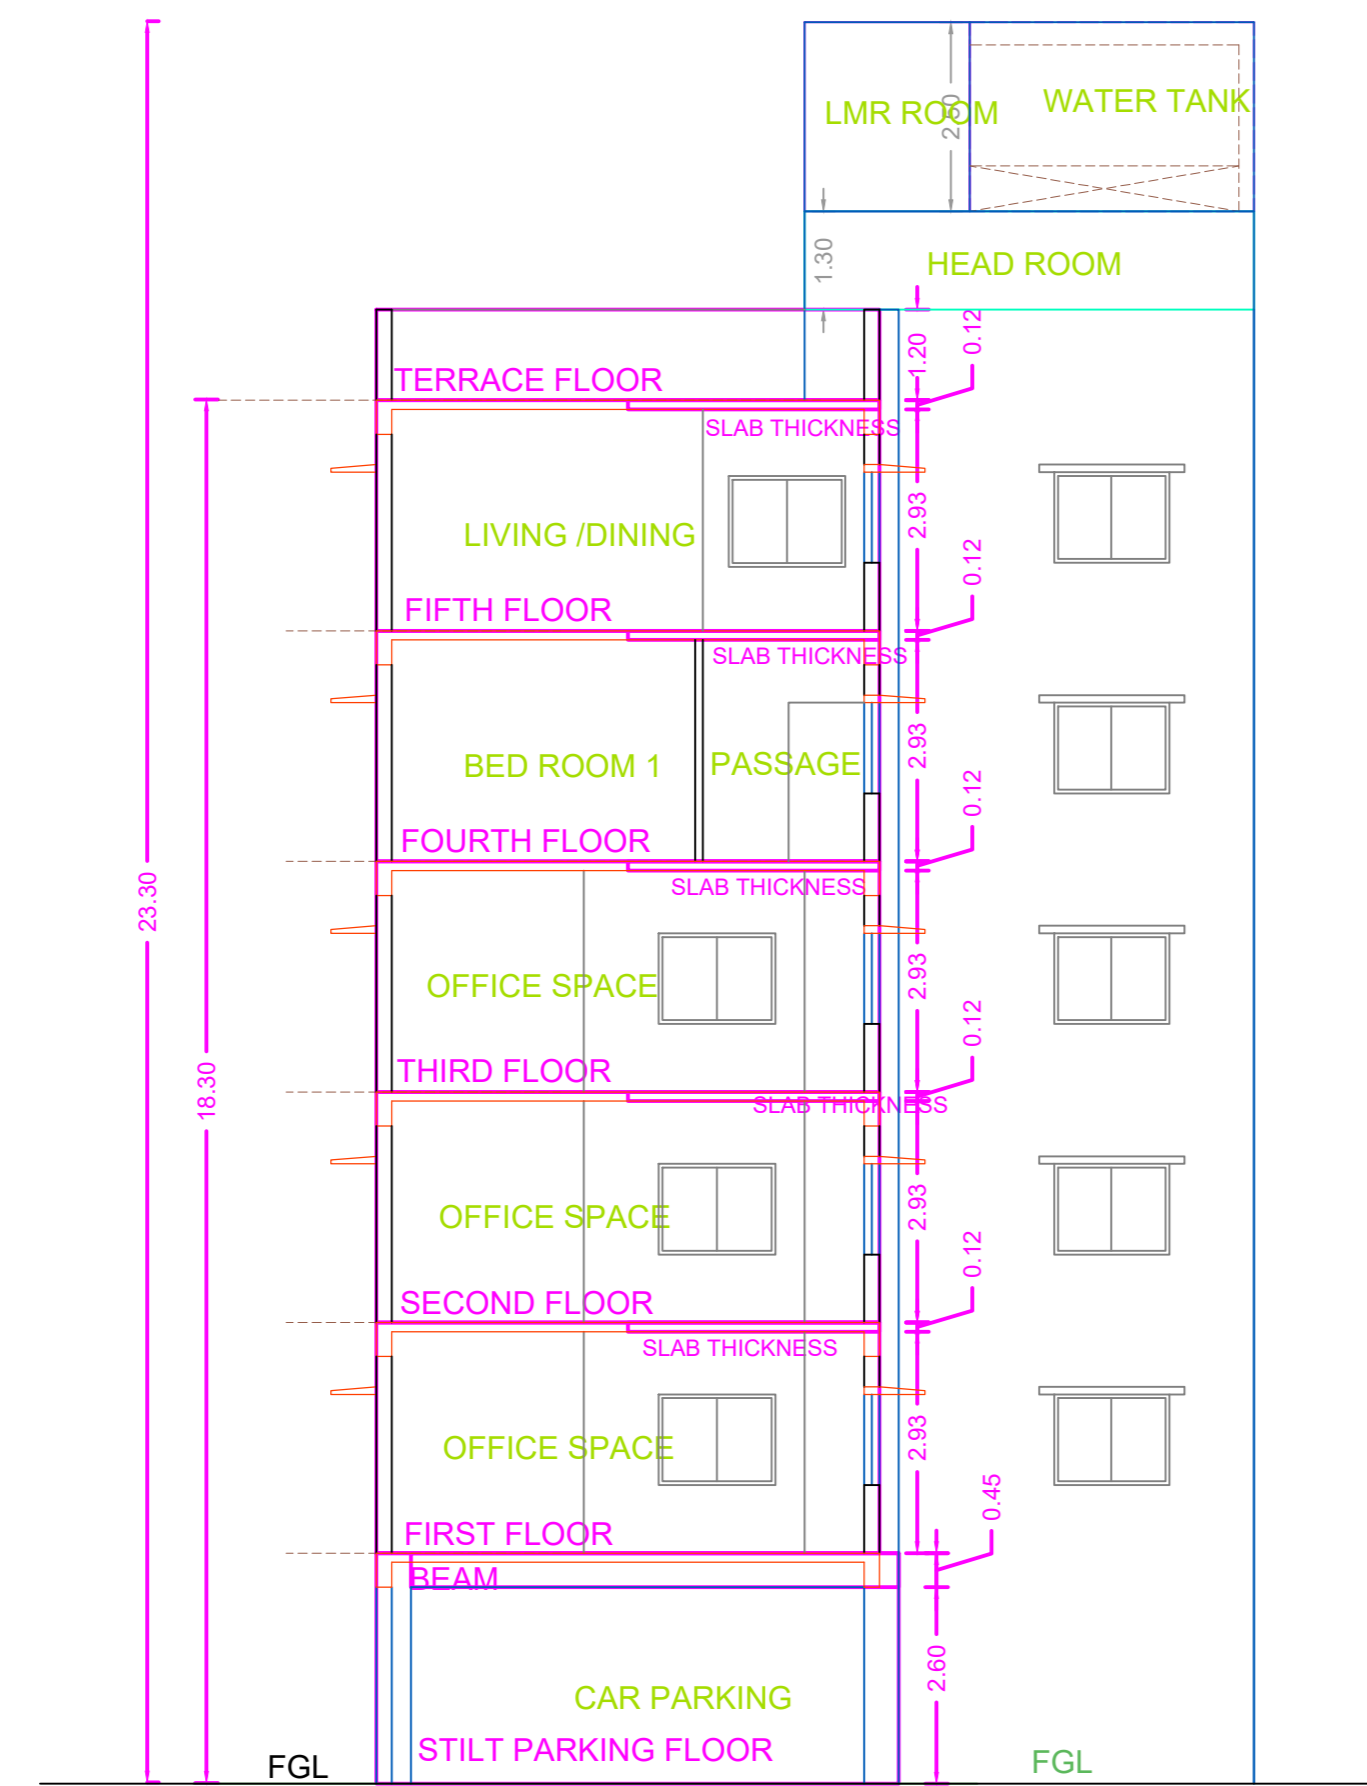 LMR ROOM
2.50
WATER TANK
1.30
HEAD ROOM
1.20
0.12
TERRACE FLOOR
SLAB THICKNESS
2.93
LIVING /DINING
0.12
FIFTH FLOOR
SLAB THICKNESS
2.93
BED ROOM 1
PASSAGE
0.12
FOURTH FLOOR
SLAB THICKNESS
23.30
2.93
OFFICE SPACE
0.12
THIRD FLOOR
18.30
SLAB THICKNESS
2.93
OFFICE SPACE
0.12
SECOND FLOOR
SLAB THICKNESS
2.93
OFFICE SPACE
0.45
FIRST FLOOR
BEAM
2.60
CAR PARKING
STILT PARKING FLOOR
FGL
FGL